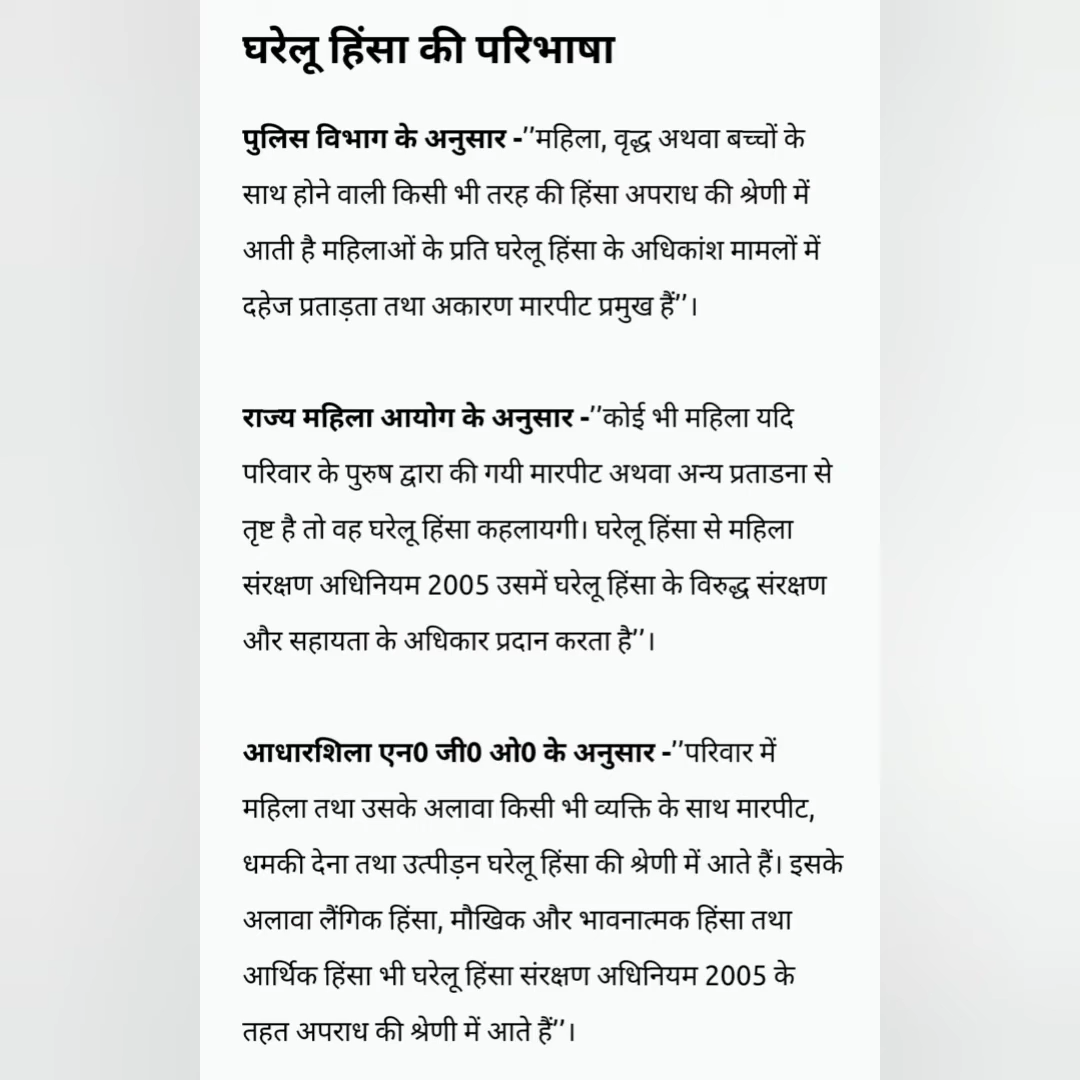 घरेलू हिंसा की परिभाषा
पुलिस विभाग के अनुसार -’’महिला, वृद्ध अथवा बच्चों के
साथ होने वाली किसी भी तरह की हिंसा अपराध की श्रेणी में
आती है महिलाओं के प्रति घरेलू हिंसा के अधिकांश मामलों में
दहेज प्रताड़ता तथा अकारण मारपीट प्रमुख हैं’’।
राज्य महिला आयोग के अनुसार -’’कोई भी महिला यदि
परिवार के पुरुष द्वारा की गयी मारपीट अथवा अन्य प्रताडना से
तृष्ट है तो वह घरेलू हिंसा कहलायगी। घरेलू हिंसा से महिला
संरक्षण अधिनियम 2005 उसमें घरेलू हिंसा के विरुद्ध संरक्षण
और सहायता के अधिकार प्रदान करता है’’।
आधारशिला एन0 जी0 ओ0 के अनुसार -’’परिवार में
महिला तथा उसके अलावा किसी भी व्यक्ति के साथ मारपीट,
धमकी देना तथा उत्पीड़न घरेलू हिंसा की श्रेणी में आते हैं। इसके
अलावा लैंगिक हिंसा, मौखिक और भावनात्मक हिंसा तथा
आर्थिक हिंसा भी घरेलू हिंसा संरक्षण अधिनियम 2005 के
तहत अपराध की श्रेणी में आते हैं’’।